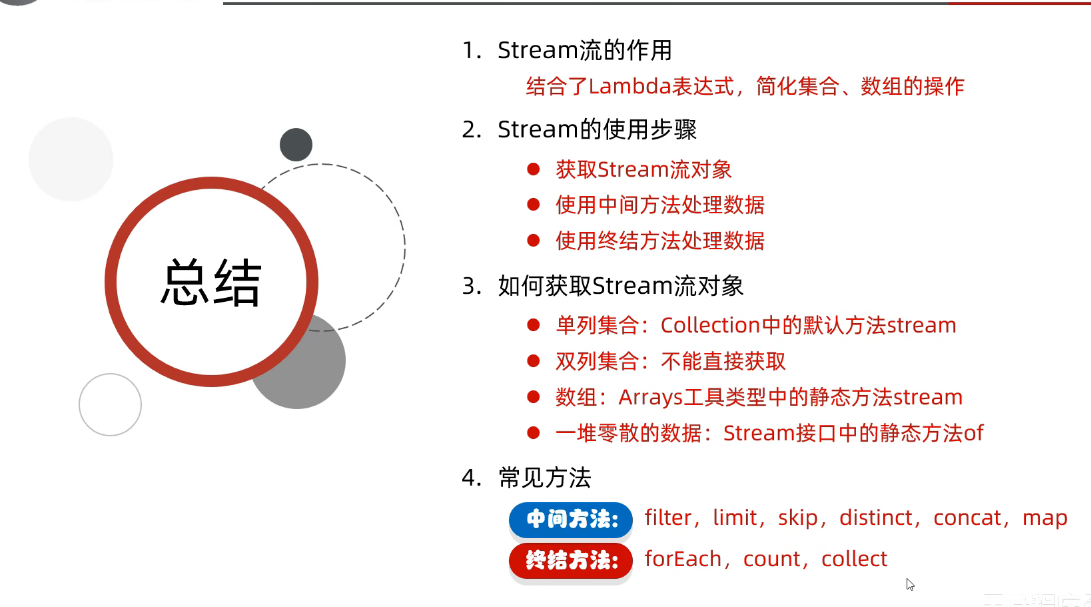 总结
1. Stream流的作用
结合了Lambda表达式，简化集合、数组的操作
2. Stream的使用步骤
获取Stream流对象
使用中间方法处理数据
使用终结方法处理数据
3. 如何获取Stream流对象
单列集合：Collection中的默认方法stream
双列集合：不能直接获取
数组：Arrays工具类型中的静态方法stream
一堆零散的数据：Stream接口中的静态方法of
4. 常见方法
中间方法: filter，limit，skip，distinct，concat，map
终结方法: forEach，count，collect